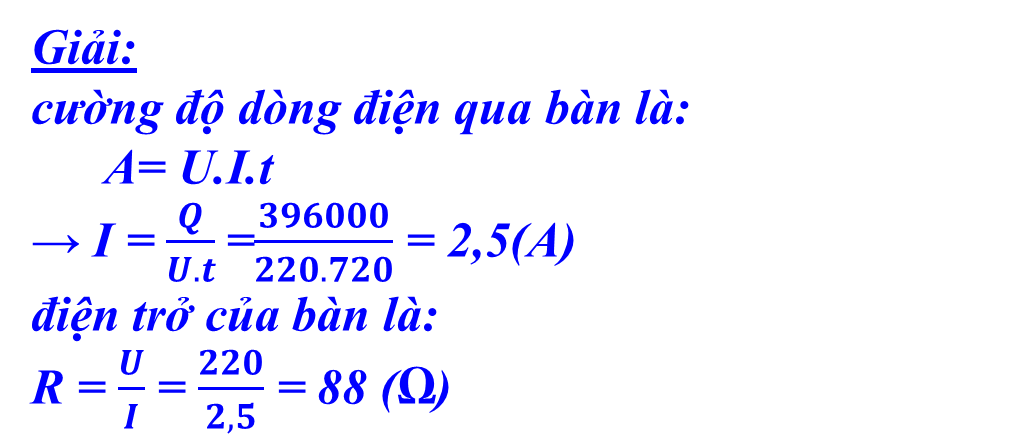 Giải:
cường độ dòng điện qua bàn là:
A= U.I.t
→ I = Q/U.t =396000/220.720 = 2,5(A)
điện trở của bàn là:
R = U/I = 220/2,5 = 88 (Ω)